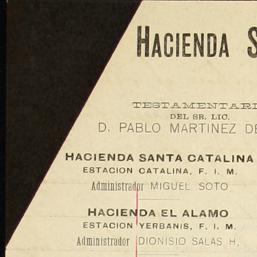 HACIENDA S
TESTAMENTARI
DEL SR. LIC.
D. PABLO MARTINEZ DE
HACIENDA SANTA CATALINA
ESTACION CATALINA, F. I. M.
Administrador MIGUEL SOTO
HACIENDA EL ALAMO
ESTACION YERBANIS, F. I. M.
Administrador DIONISIO SALAS H,